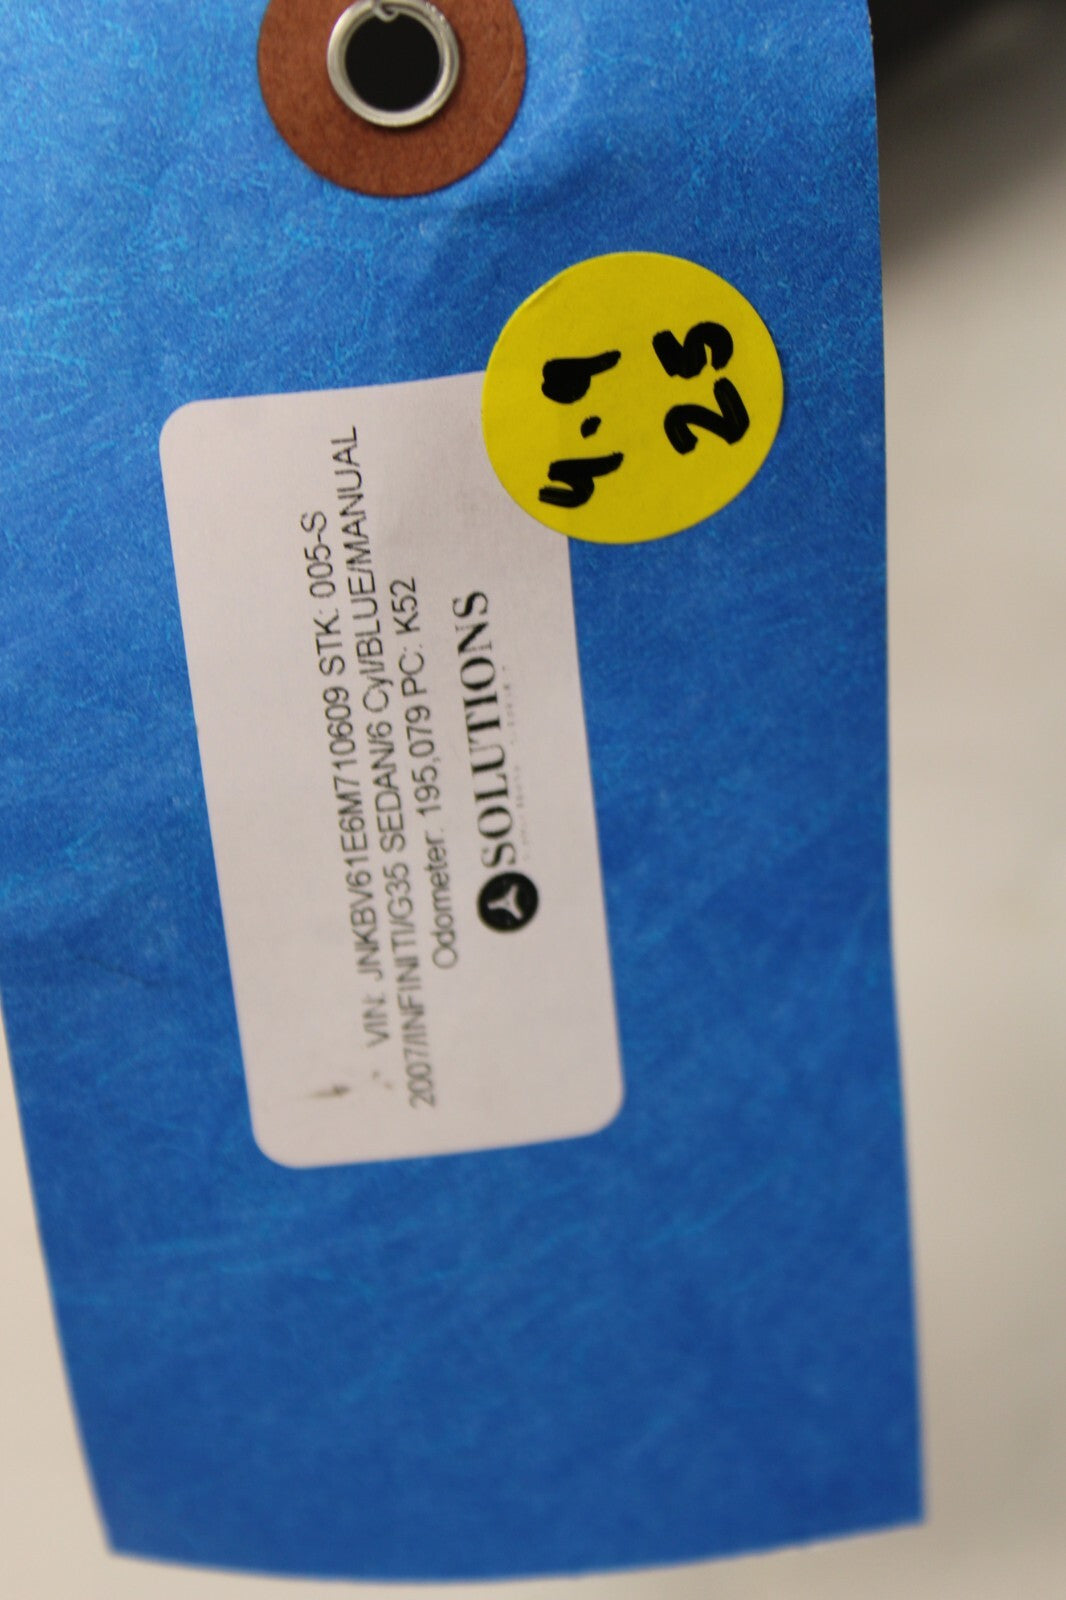 VIN: JNKBV61E6M710609 STK: 005-S
2007/INFINITI/G35 SEDAN/6 Cyl/BLUE/MANUAL
Odometer: 195,079 PC: K52
SOLUTIONS
4.9
25